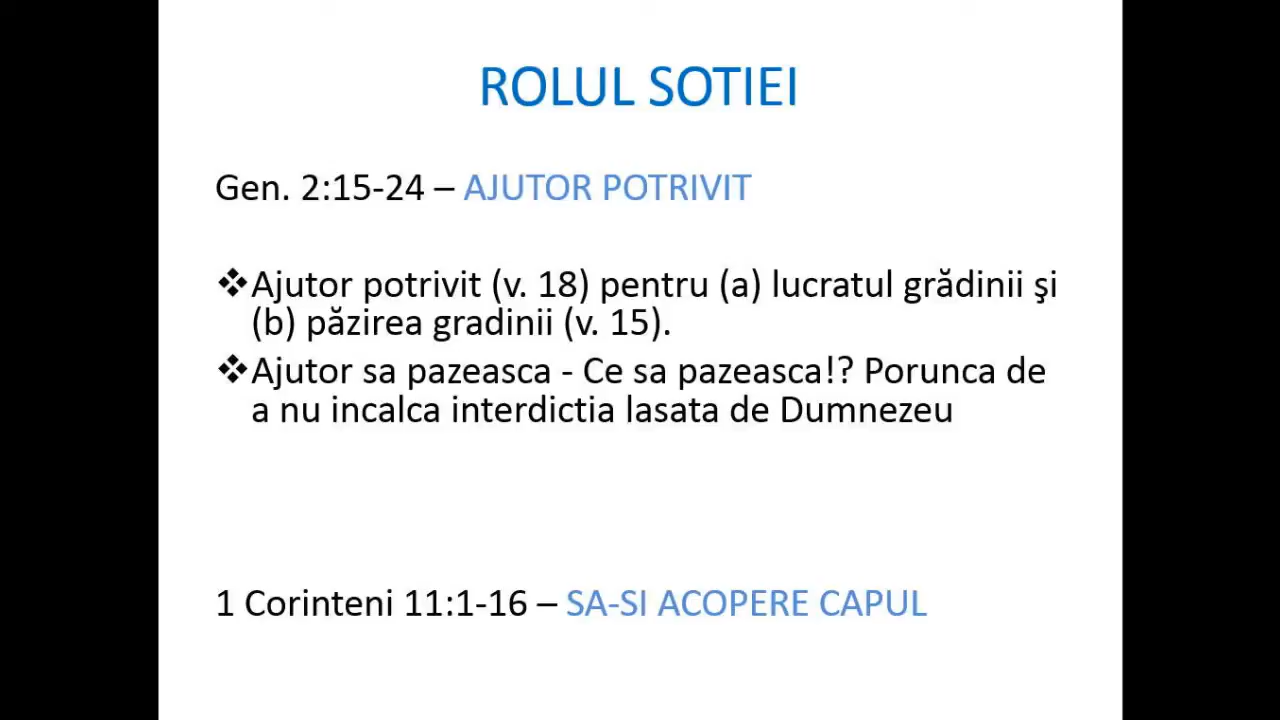 ROLUL SOTIEI
Gen. 2:15-24 – AJUTOR POTRIVIT
❖Ajutor potrivit (v. 18) pentru (a) lucratul grădinii şi
(b) păzirea gradinii (v. 15).
❖Ajutor sa pazeasca - Ce sa pazeasca!? Porunca de
a nu incalca interdictia lasata de Dumnezeu
1 Corinteni 11:1-16 – SA-SI ACOPERE CAPUL